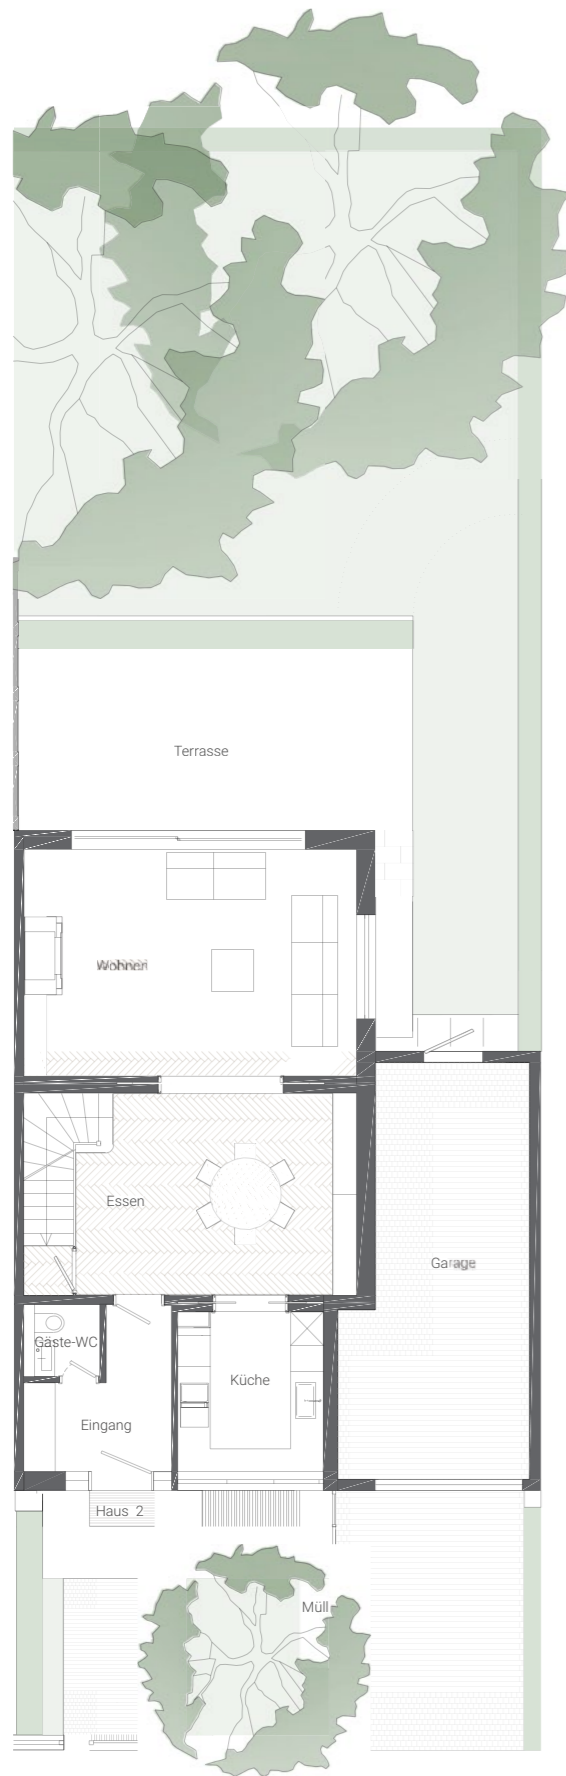 Terrasse
Wohnen
Essen
Garage
Gäste-WC
Küche
Eingang
Haus 2
Müll